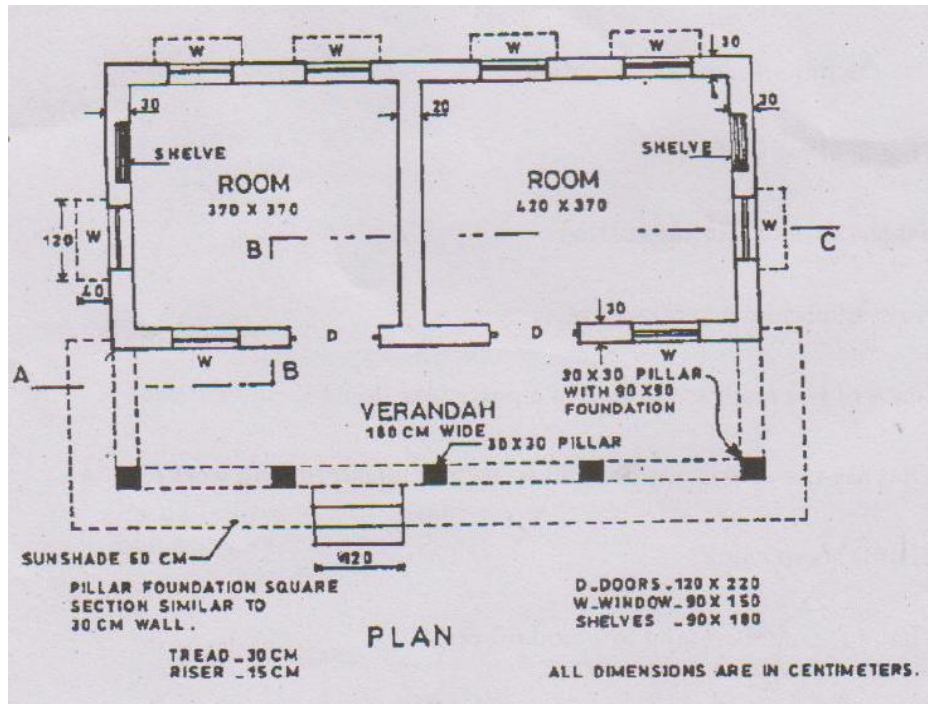 W
W
W
W
30
30
20
30
SHELVE
SHELVE
ROOM
370 X 370
ROOM
420 X 370
120
W
B
W
C
40
30
D
D
W
W
A
B
30 X 30 PILLAR
WITH 90 X 90
FOUNDATION
VERANDAH
180 CM WIDE
30 X 30 PILLAR
SUNSHADE 60 CM
120
PILLAR FOUNDATION SQUARE
SECTION SIMILAR TO
30 CM WALL.
D_DOORS_120 X 220
W_WINDOW_90 X 150
SHELVES _90 X 180
PLAN
TREAD _30 CM
RISER _15 CM
ALL DIMENSIONS ARE IN CENTIMETERS.